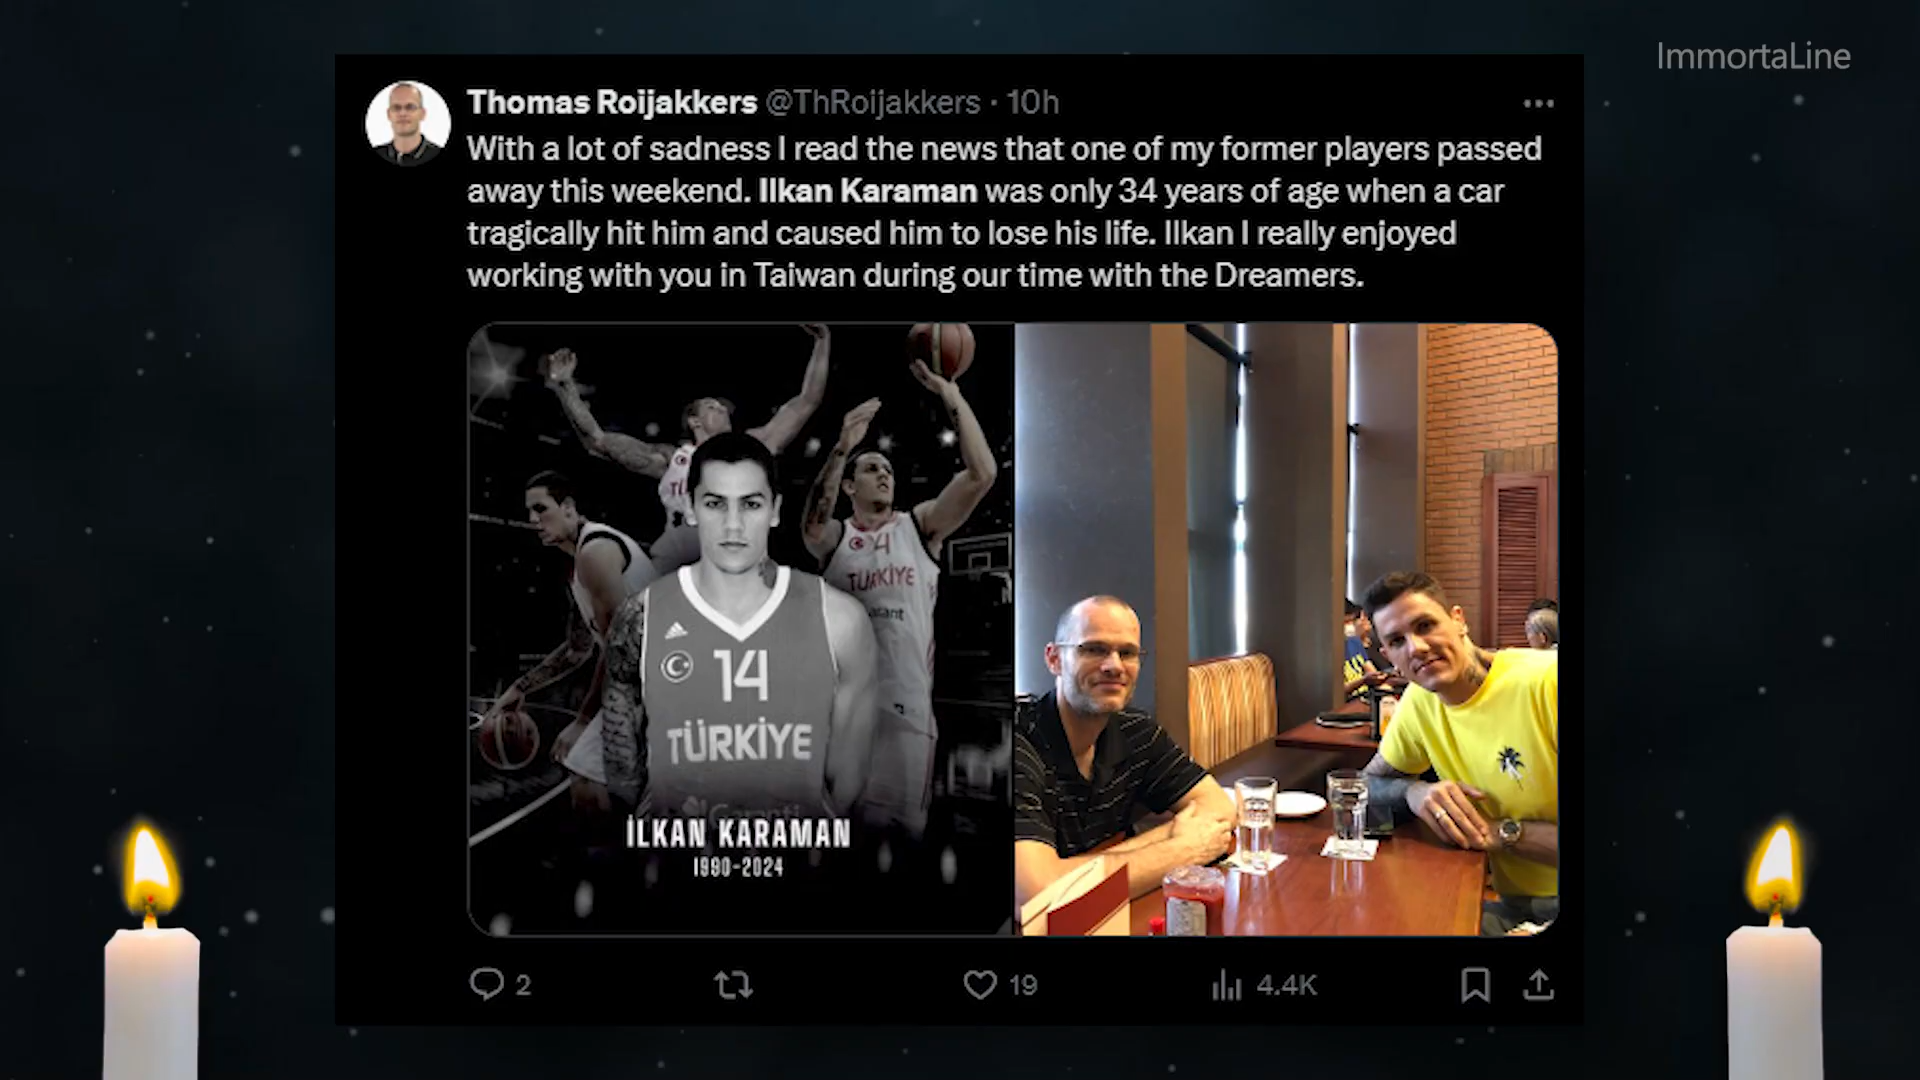 ImmortaLine
Thomas Roijakkers @ThRoijakkers · 10h
With a lot of sadness I read the news that one of my former players passed
away this weekend. Ilkan Karaman was only 34 years of age when a car
tragically hit him and caused him to lose his life. Ilkan I really enjoyed
working with you in Taiwan during our time with the Dreamers.
4
TÜRKİYE
14
TÜRKİYE
Garanti
İLKAN KARAMAN
1990-2024
2
19
4.4K